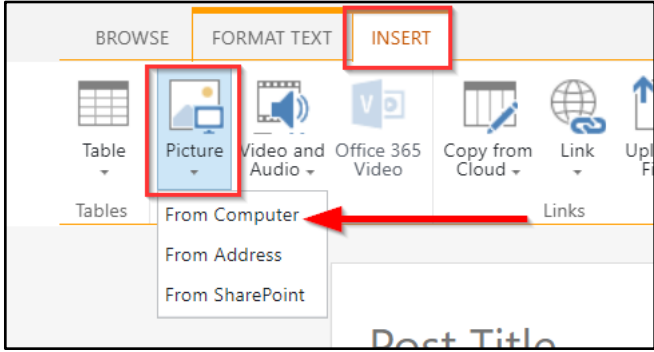 BROWSE FORMAT TEXT INSERT
Table Picture Video and Office 365 Copy from Link
Audio Video Cloud
Tables Links
From Computer
From Address
From SharePoint
Post Title